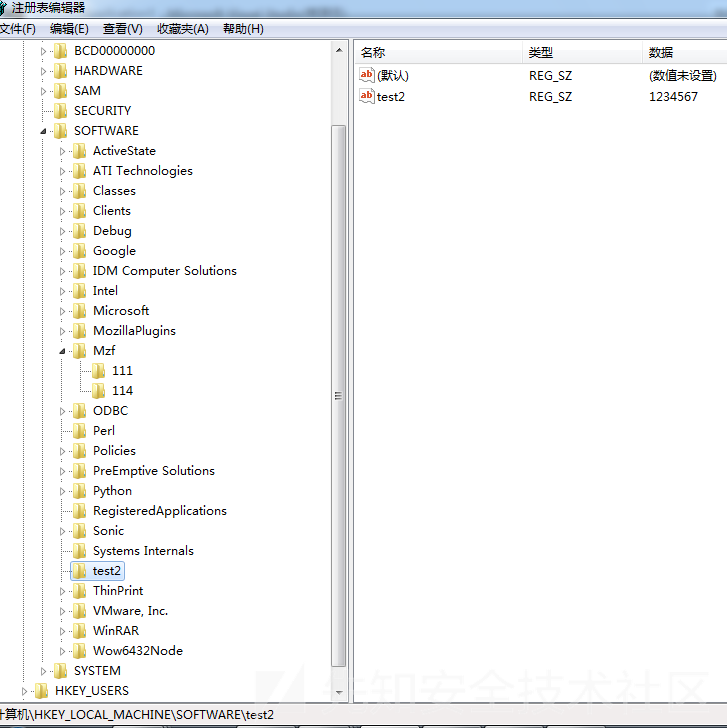 注册表编辑器
文件(F) 编辑(E) 查看(V) 收藏夹(A) 帮助(H)
BCD00000000
HARDWARE
SAM
SECURITY
SOFTWARE
ActiveState
ATI Technologies
Classes
Clients
Debug
Google
IDM Computer Solutions
Intel
Microsoft
MozillaPlugins
Mzf
111
114
ODBC
Perl
Policies
PreEmptive Solutions
Python
RegisteredApplications
Sonic
Systems Internals
test2
ThinPrint
VMware, Inc.
WinRAR
Wow6432Node
SYSTEM
HKEY_USERS
名称 类型 数据
ab (默认) REG_SZ (数值未设置)
ab test2 REG_SZ 1234567
先知安全技术社区
计算机\HKEY_LOCAL_MACHINE\SOFTWARE\test2